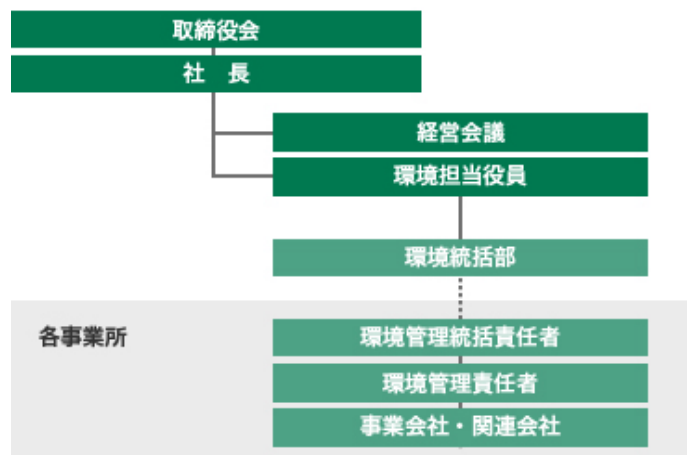 取締役会
社　長
経営会議
環境担当役員
環境統括部
各事業所
環境管理統括責任者
環境管理責任者
事業会社・関連会社